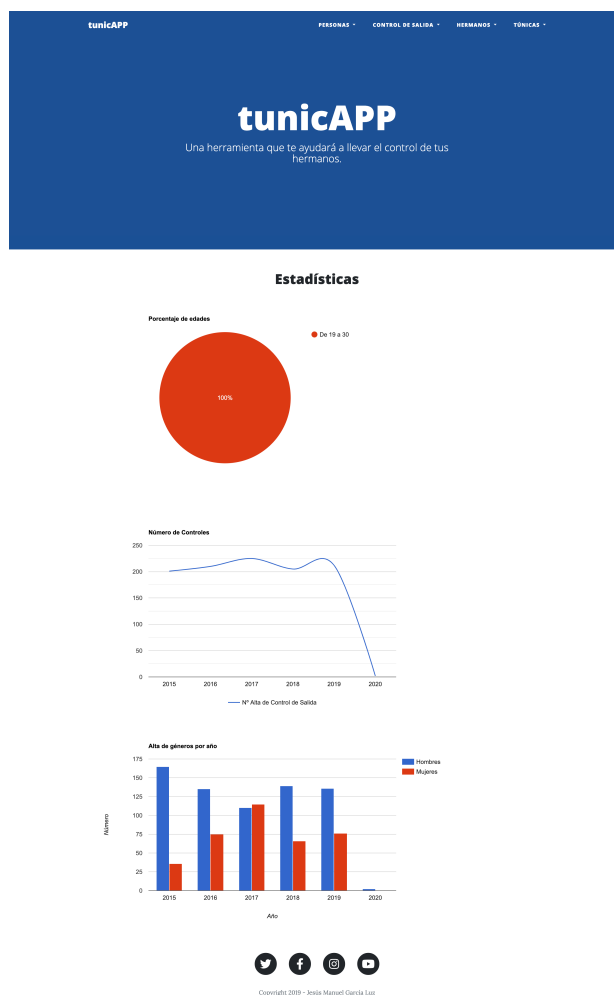 tunicAPP
PERSONAS
CONTROL DE SALIDA
HERMANOS
TÚNICAS
tunicAPP
Una herramienta que te ayudará a llevar el control de tus
hermanos.
Estadísticas
Porcentaje de edades
De 19 a 30
100%
Número de Controles
250
200
150
100
50
0
2015 2016 2017 2018 2019 2020
Nº Alta de Control de Salida
Alta de géneros por año
Hombres
Mujeres
175
150
125
100
75
50
25
0
Número
2015 2016 2017 2018 2019 2020
Año
Copyright 2019 - Jesús Manuel García Luz